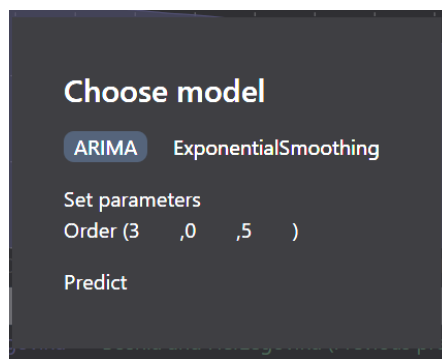 Choose model
ARIMA ExponentialSmoothing
Set parameters
Order (3 ,0 ,5 )
Predict